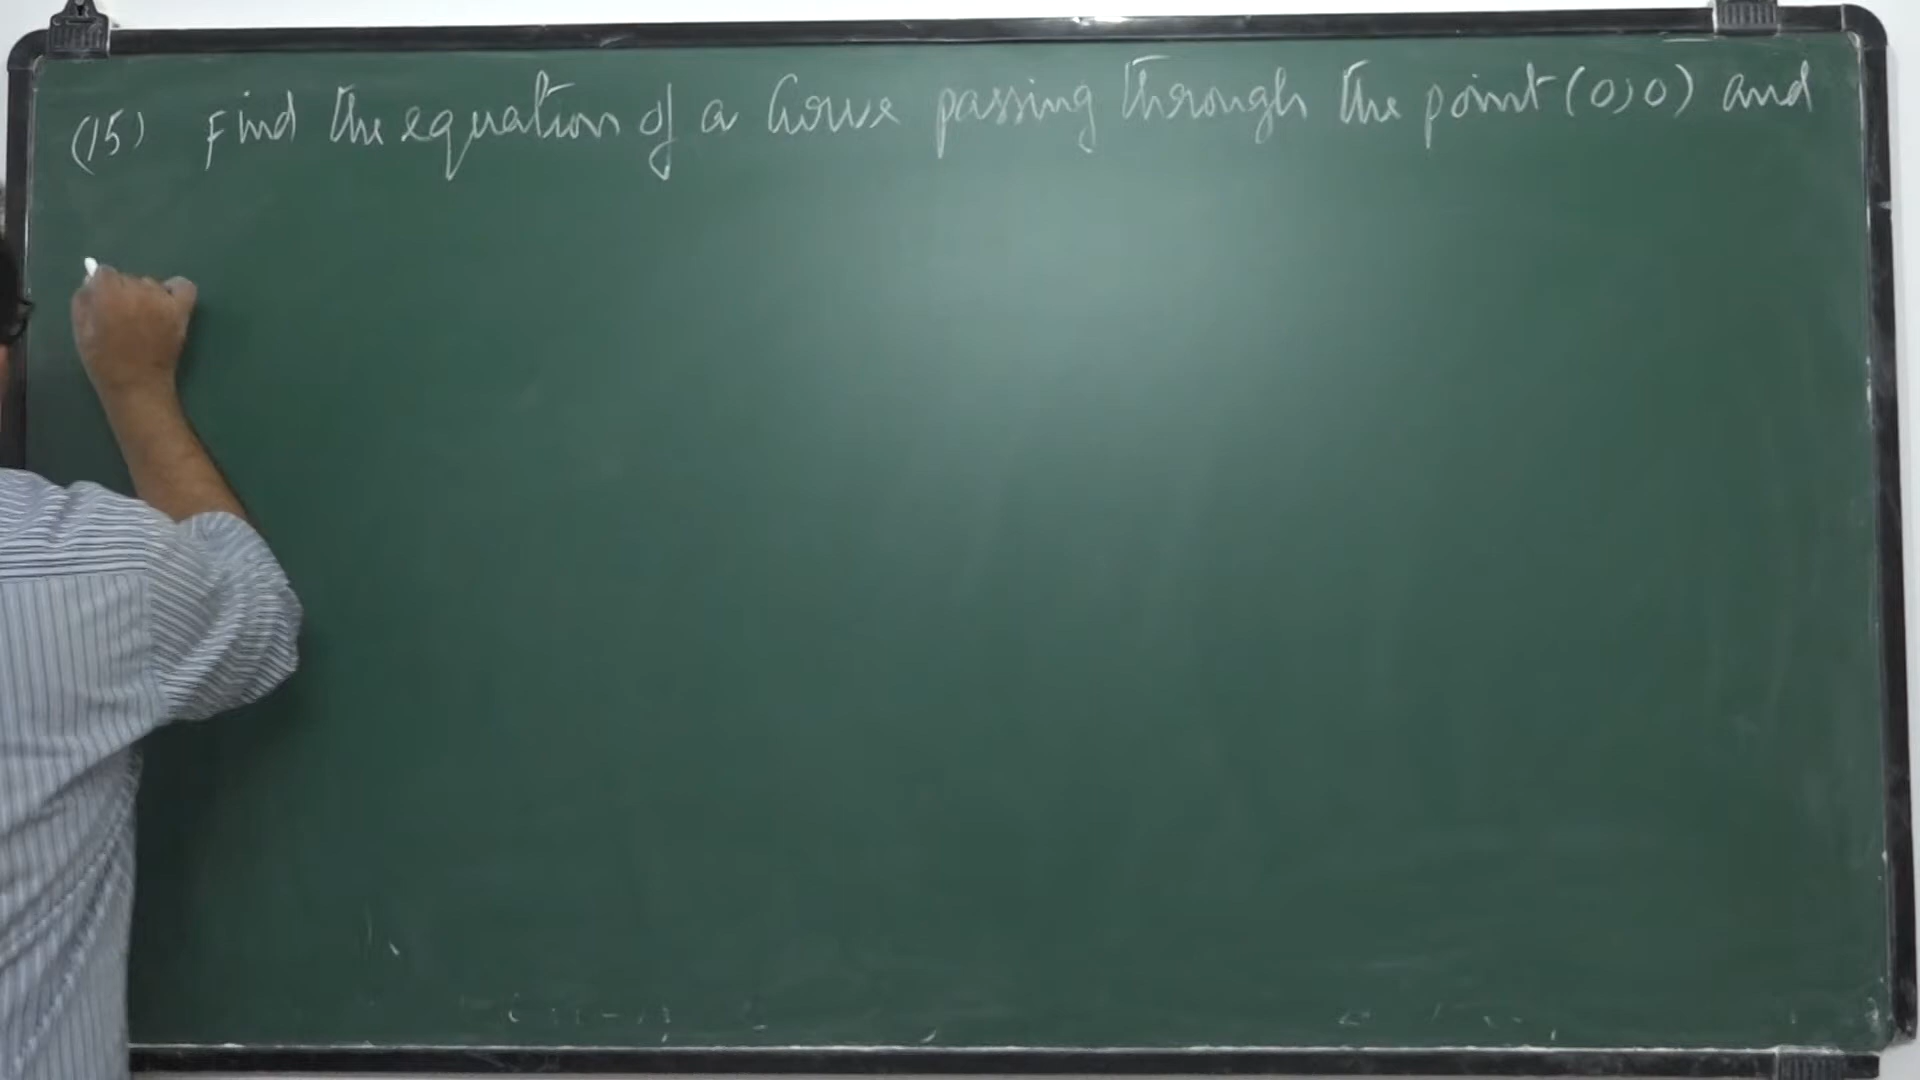 (15) Find the equation of a curve passing through the point (0,0) and